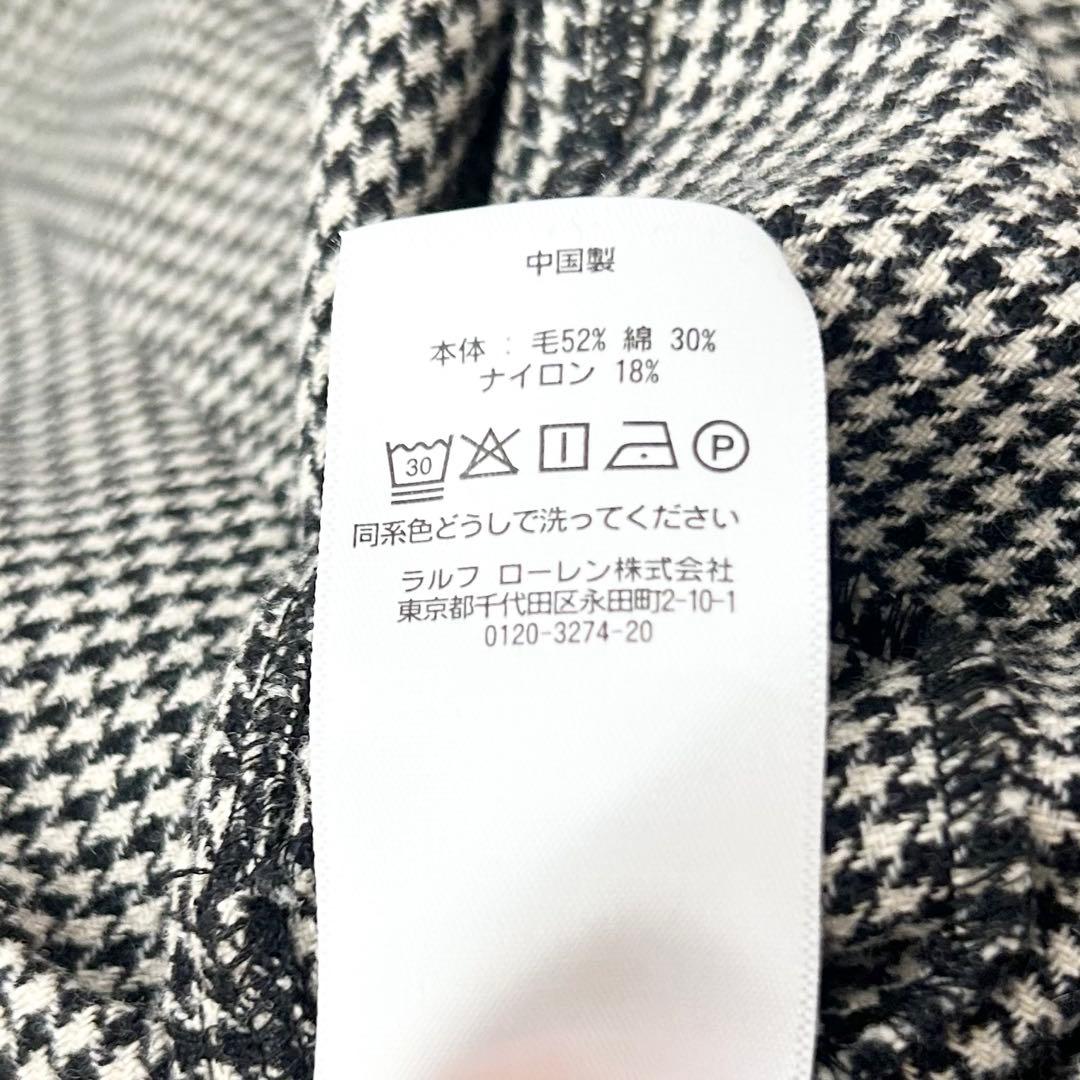 中国製
本体 : 毛52% 綿 30%
ナイロン 18%
30 P
同系色どうしで洗ってください
ラルフ ローレン株式会社
東京都千代田区永田町2-10-1
0120-3274-20